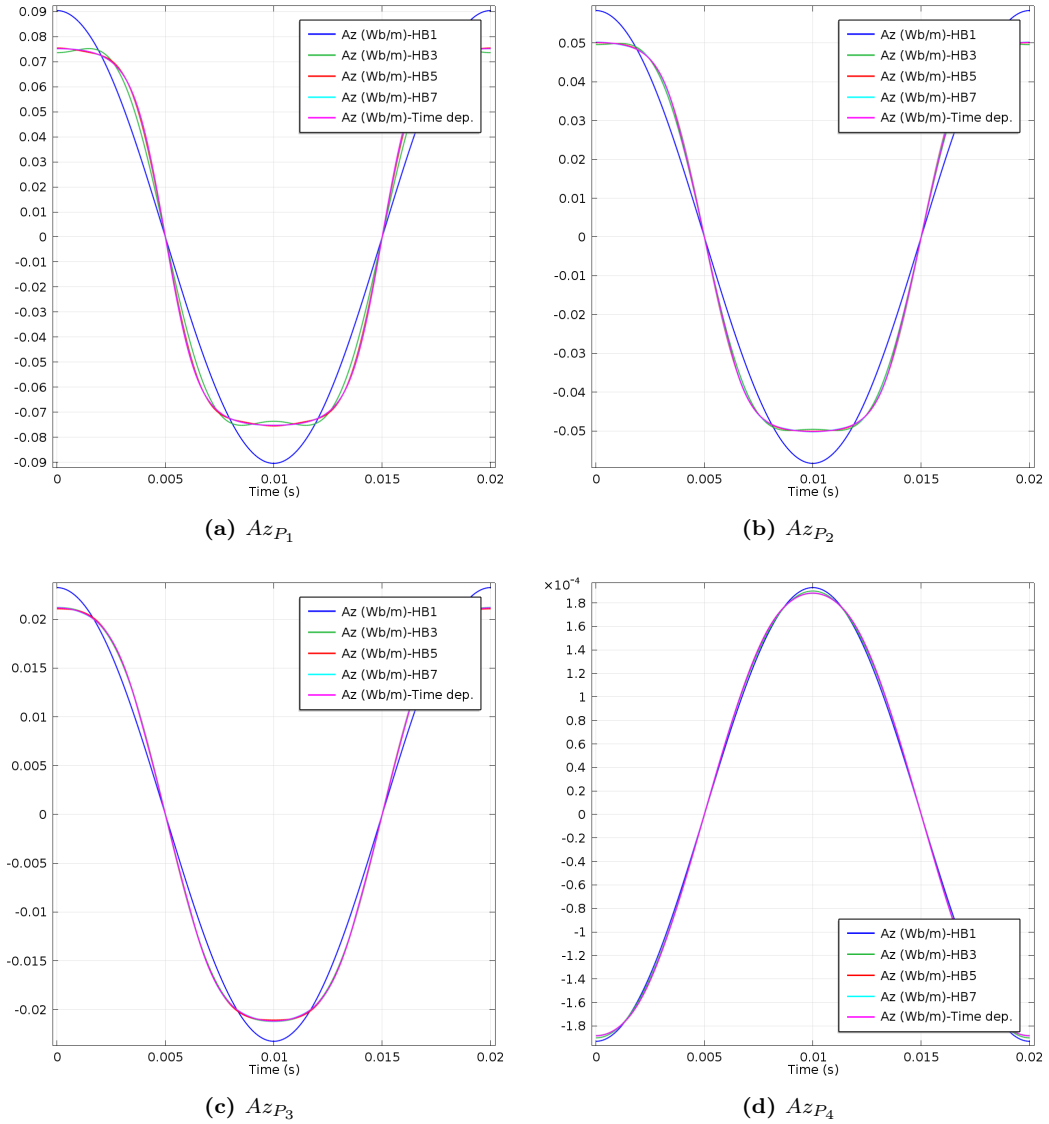 0.09
0.08
0.07
0.06
0.05
0.04
0.03
0.02
0.01
0
-0.01
-0.02
-0.03
-0.04
-0.05
-0.06
-0.07
-0.08
-0.09
Az (Wb/m)-HB1
Az (Wb/m)-HB3
Az (Wb/m)-HB5
Az (Wb/m)-HB7
Az (Wb/m)-Time dep.
0 0.005 0.01 0.015 0.02
Time (s)
(a) Az_{P_1}
0.05
0.04
0.03
0.02
0.01
0
-0.01
-0.02
-0.03
-0.04
-0.05
Az (Wb/m)-HB1
Az (Wb/m)-HB3
Az (Wb/m)-HB5
Az (Wb/m)-HB7
Az (Wb/m)-Time dep.
0 0.005 0.01 0.015 0.02
Time (s)
(b) Az_{P_2}
0.02
0.015
0.01
0.005
0
-0.005
-0.01
-0.015
-0.02
Az (Wb/m)-HB1
Az (Wb/m)-HB3
Az (Wb/m)-HB5
Az (Wb/m)-HB7
Az (Wb/m)-Time dep.
0 0.005 0.01 0.015 0.02
Time (s)
(c) Az_{P_3}
×10⁻⁴
1.8
1.6
1.4
1.2
1
0.8
0.6
0.4
0.2
0
-0.2
-0.4
-0.6
-0.8
-1
-1.2
-1.4
-1.6
-1.8
Az (Wb/m)-HB1
Az (Wb/m)-HB3
Az (Wb/m)-HB5
Az (Wb/m)-HB7
Az (Wb/m)-Time dep.
0 0.005 0.01 0.015 0.02
Time (s)
(d) Az_{P_4}